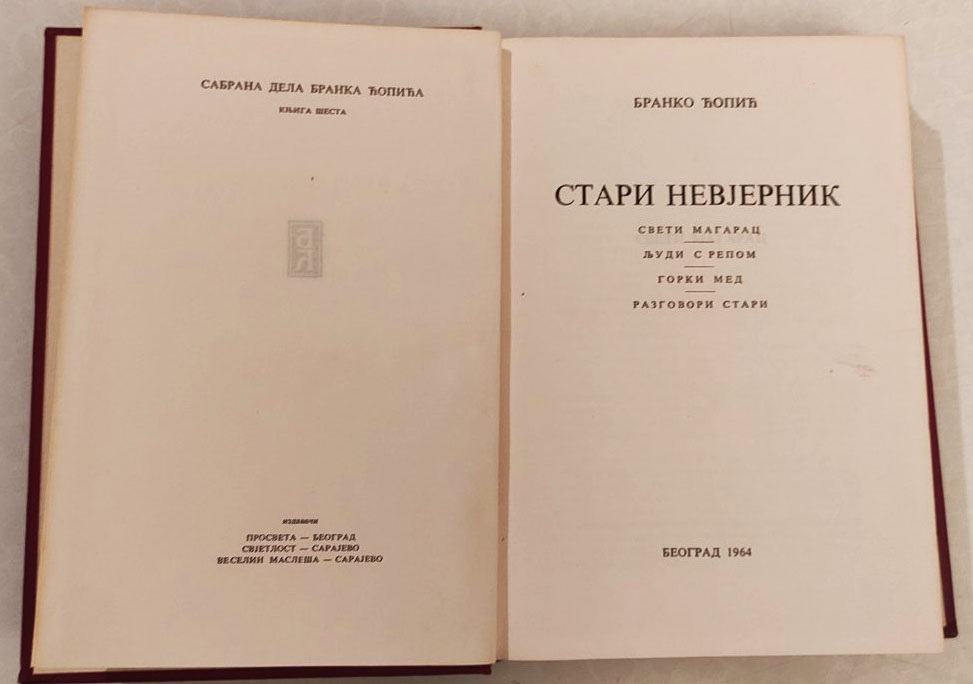 САБРАНА ДЕЛА БРАНКА ЋОПИЋА
КЊИГА ШЕСТА
издавачи
ПРОСВЕТА — БЕОГРАД
СВЈЕТЛОСТ — САРАЈЕВО
ВЕСЕЛИН МАСЛЕША — САРАЈЕВО
БРАНКО ЋОПИЋ
СТАРИ НЕВЈЕРНИК
СВЕТИ МАГАРАЦ
ЉУДИ С РЕПОМ
ГОРКИ МЕД
РАЗГОВОРИ СТАРИ
БЕОГРАД 1964